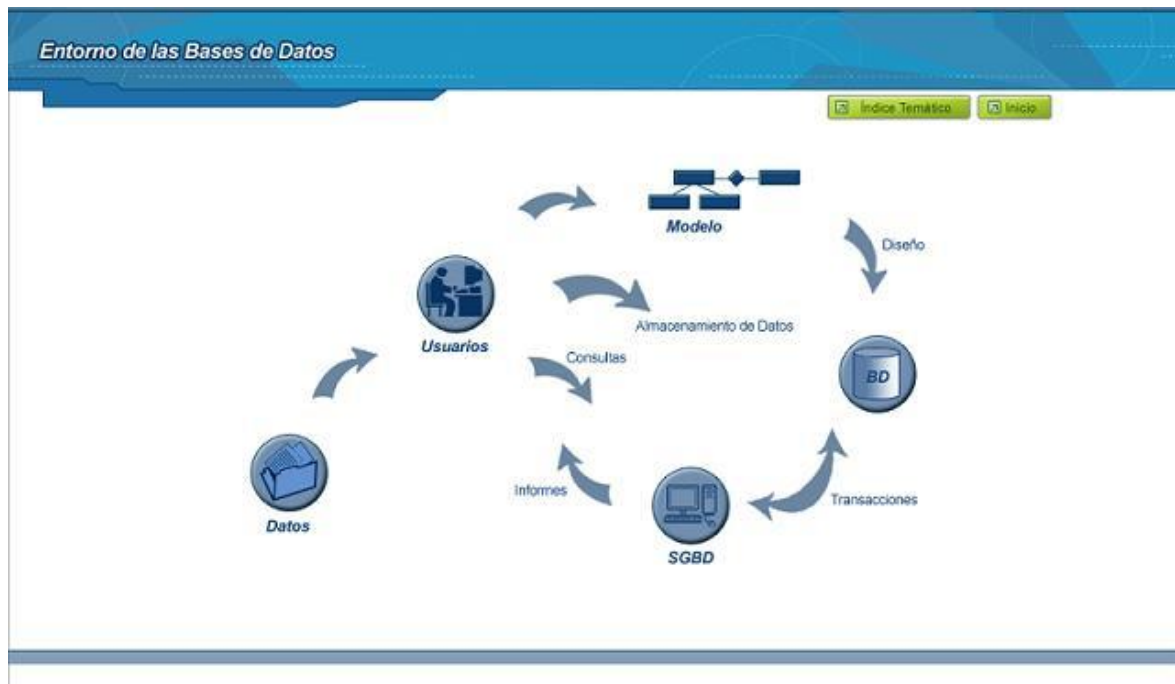 Entorno de las Bases de Datos
Índice Temático
Inicio
Modelo
Diseño
Usuarios
Almacenamiento de Datos
Consultas
BD
Datos
Informes
SGBD
Transacciones